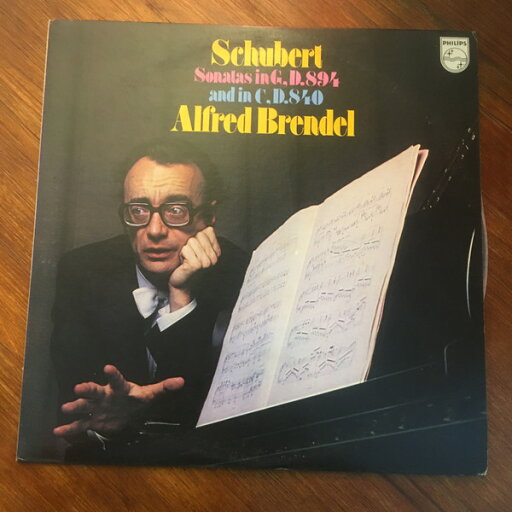 Schubert
PHILIPS
Sonatas in G, D.894
and in C, D.840
Alfred Brendel